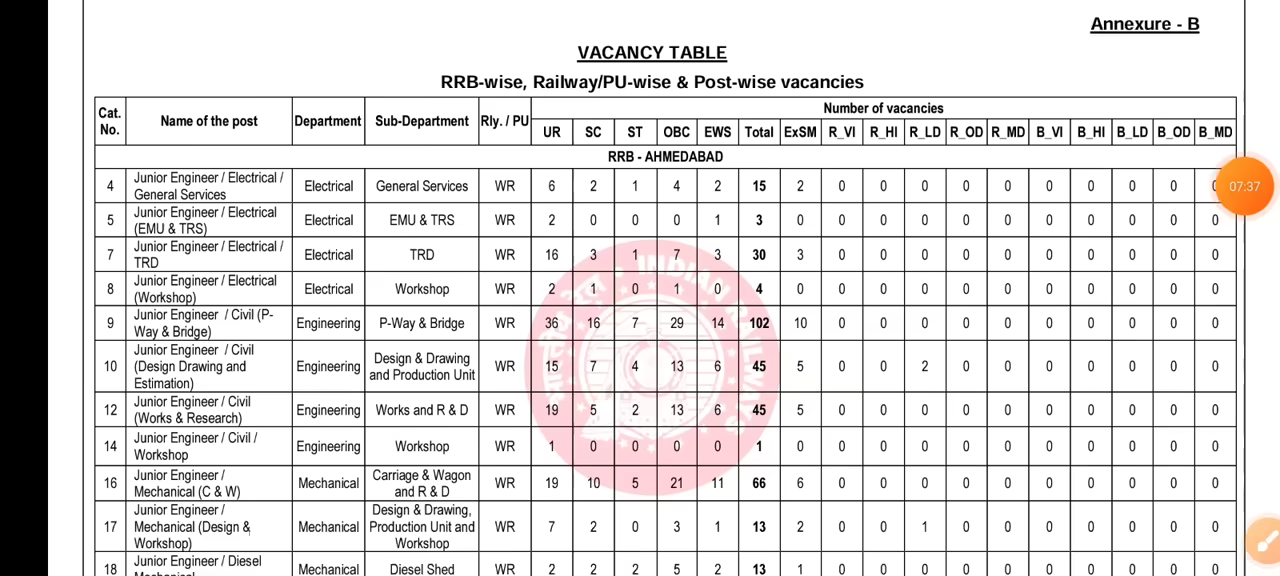 Annexure - B
VACANCY TABLE
RRB-wise, Railway/PU-wise & Post-wise vacancies
Cat. No. Name of the post Department Sub-Department Rly. / PU Number of vacancies
UR SC ST OBC EWS Total ExSM R_VI R_HI R_LD R_OD R_MD B_VI B_HI B_LD B_OD B_MD
RRB - AHMEDABAD
4 Junior Engineer / Electrical / General Services Electrical General Services WR 6 2 1 4 2 15 2 0 0 0 0 0 0 0 0 0
5 Junior Engineer / Electrical (EMU & TRS) Electrical EMU & TRS WR 2 0 0 0 1 3 0 0 0 0 0 0 0 0 0 0 0
7 Junior Engineer / Electrical / TRD Electrical TRD WR 16 3 1 7 3 30 3 0 0 0 0 0 0 0 0 0 0
8 Junior Engineer / Electrical (Workshop) Electrical Workshop WR 2 1 0 1 0 4 0 0 0 0 0 0 0 0 0 0 0
9 Junior Engineer / Civil (P-Way & Bridge) Engineering P-Way & Bridge WR 36 16 7 29 14 102 10 0 0 0 0 0 0 0 0 0 0
10 Junior Engineer / Civil (Design Drawing and Estimation) Engineering Design & Drawing and Production Unit WR 15 7 4 13 6 45 5 0 0 2 0 0 0 0 0 0 0
12 Junior Engineer / Civil (Works & Research) Engineering Works and R & D WR 19 5 2 13 6 45 5 0 0 0 0 0 0 0 0 0 0
14 Junior Engineer / Civil / Workshop Engineering Workshop WR 1 0 0 0 0 1 0 0 0 0 0 0 0 0 0 0 0
16 Junior Engineer / Mechanical (C & W) Mechanical Carriage & Wagon and R & D WR 19 10 5 21 11 66 6 0 0 0 0 0 0 0 0 0 0
17 Junior Engineer / Mechanical (Design & Workshop) Mechanical Design & Drawing, Production Unit and Workshop WR 7 2 0 3 1 13 2 0 0 1 0 0 0 0 0 0 0
18 Junior Engineer / Diesel Mechanical Diesel Shed WR 2 2 2 5 2 13 1 0 0 0 0 0 0 0 0 0 0
07:37
भारतीय रेल
INDIAN RAILWAYS